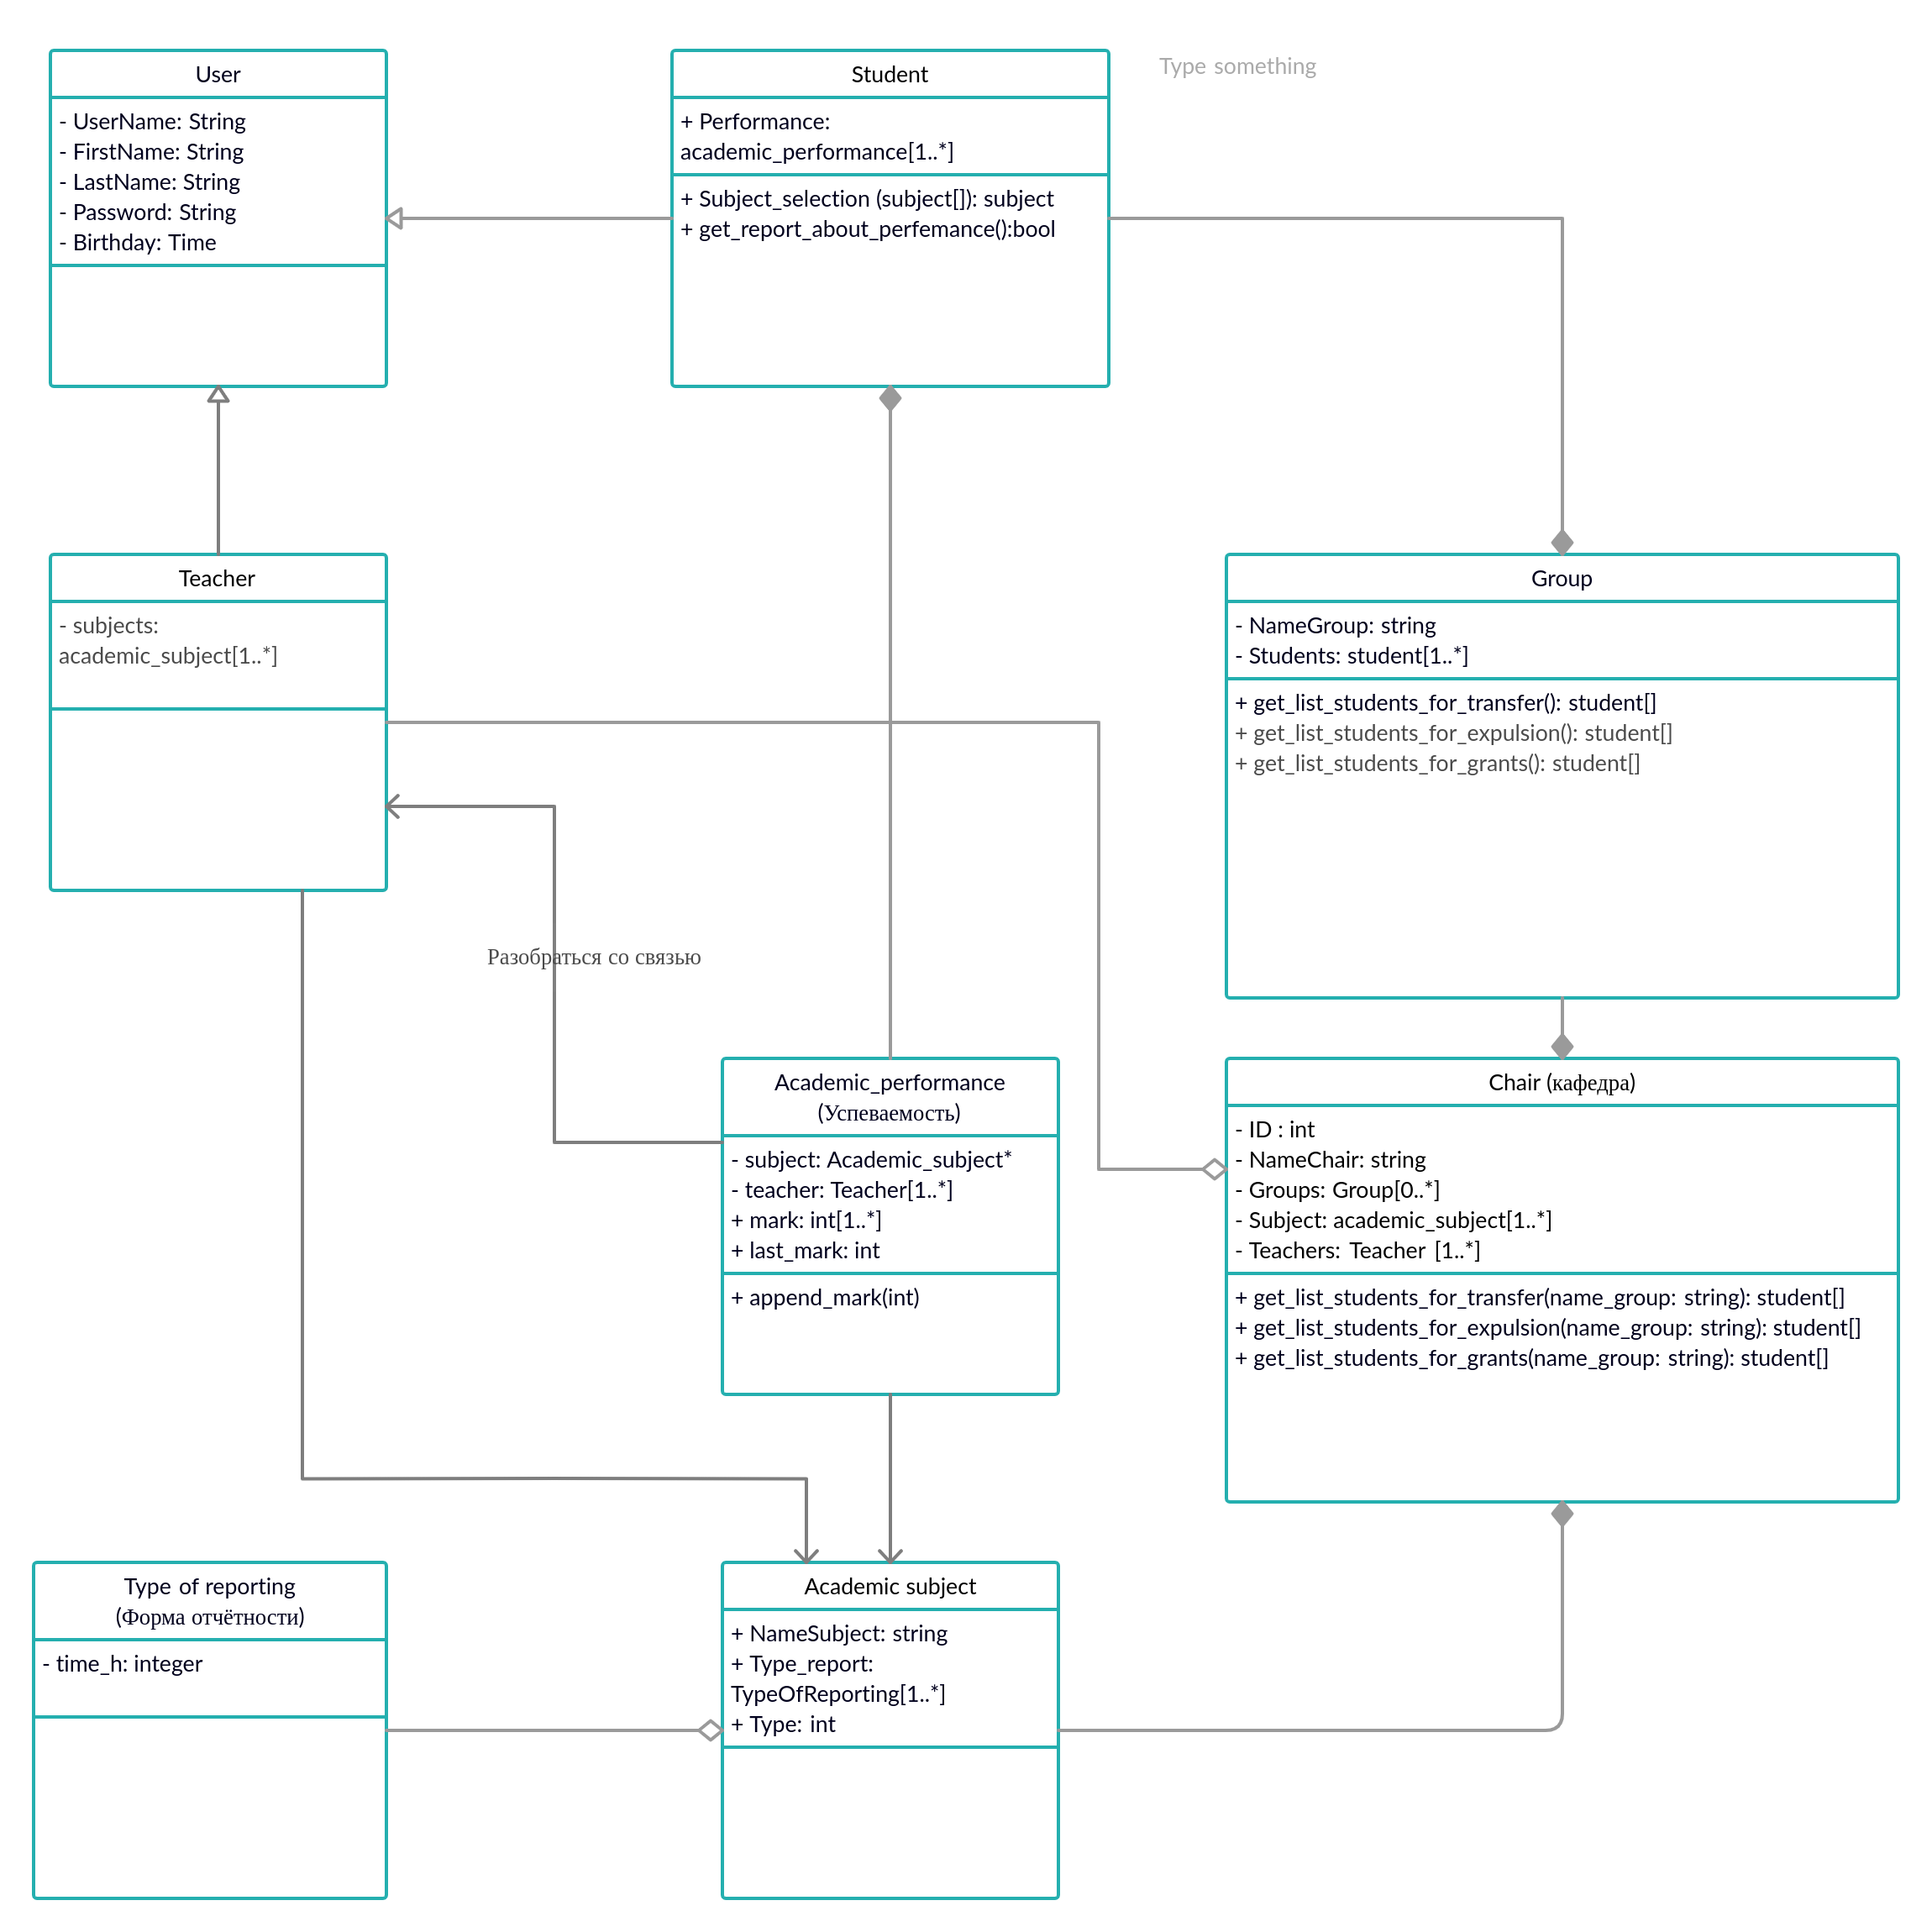 User
- UserName: String
- FirstName: String
- LastName: String
- Password: String
- Birthday: Time
Student
+ Performance:
academic_performance[1..*]
+ Subject_selection (subject[]): subject
+ get_report_about_perfemance():bool
Type something
Teacher
- subjects:
academic_subject[1..*]
Group
- NameGroup: string
- Students: student[1..*]
+ get_list_students_for_transfer(): student[]
+ get_list_students_for_expulsion(): student[]
+ get_list_students_for_grants(): student[]
Разобраться со связью
Academic_performance
(Успеваемость)
- subject: Academic_subject*
- teacher: Teacher[1..*]
+ mark: int[1..*]
+ last_mark: int
+ append_mark(int)
Chair (кафедра)
- ID : int
- NameChair: string
- Groups: Group[0..*]
- Subject: academic_subject[1..*]
- Teachers: Teacher [1..*]
+ get_list_students_for_transfer(name_group: string): student[]
+ get_list_students_for_expulsion(name_group: string): student[]
+ get_list_students_for_grants(name_group: string): student[]
Type of reporting
(Форма отчётности)
- time_h: integer
Academic subject
+ NameSubject: string
+ Type_report:
TypeOfReporting[1..*]
+ Type: int